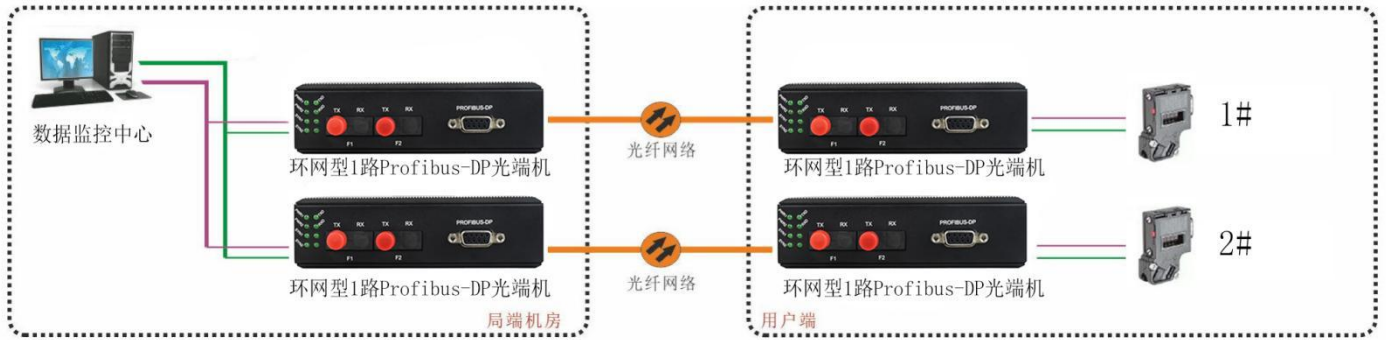 TX RX TX RX PROFIBUS-DP
F1 F2
TX RX TX RX PROFIBUS-DP
F1 F2
1#
数据监控中心
光纤网络
环网型1路Profibus-DP光端机
环网型1路Profibus-DP光端机
TX RX TX RX PROFIBUS-DP
F1 F2
TX RX TX RX PROFIBUS-DP
F1 F2
2#
光纤网络
环网型1路Profibus-DP光端机
环网型1路Profibus-DP光端机
局端机房
用户端